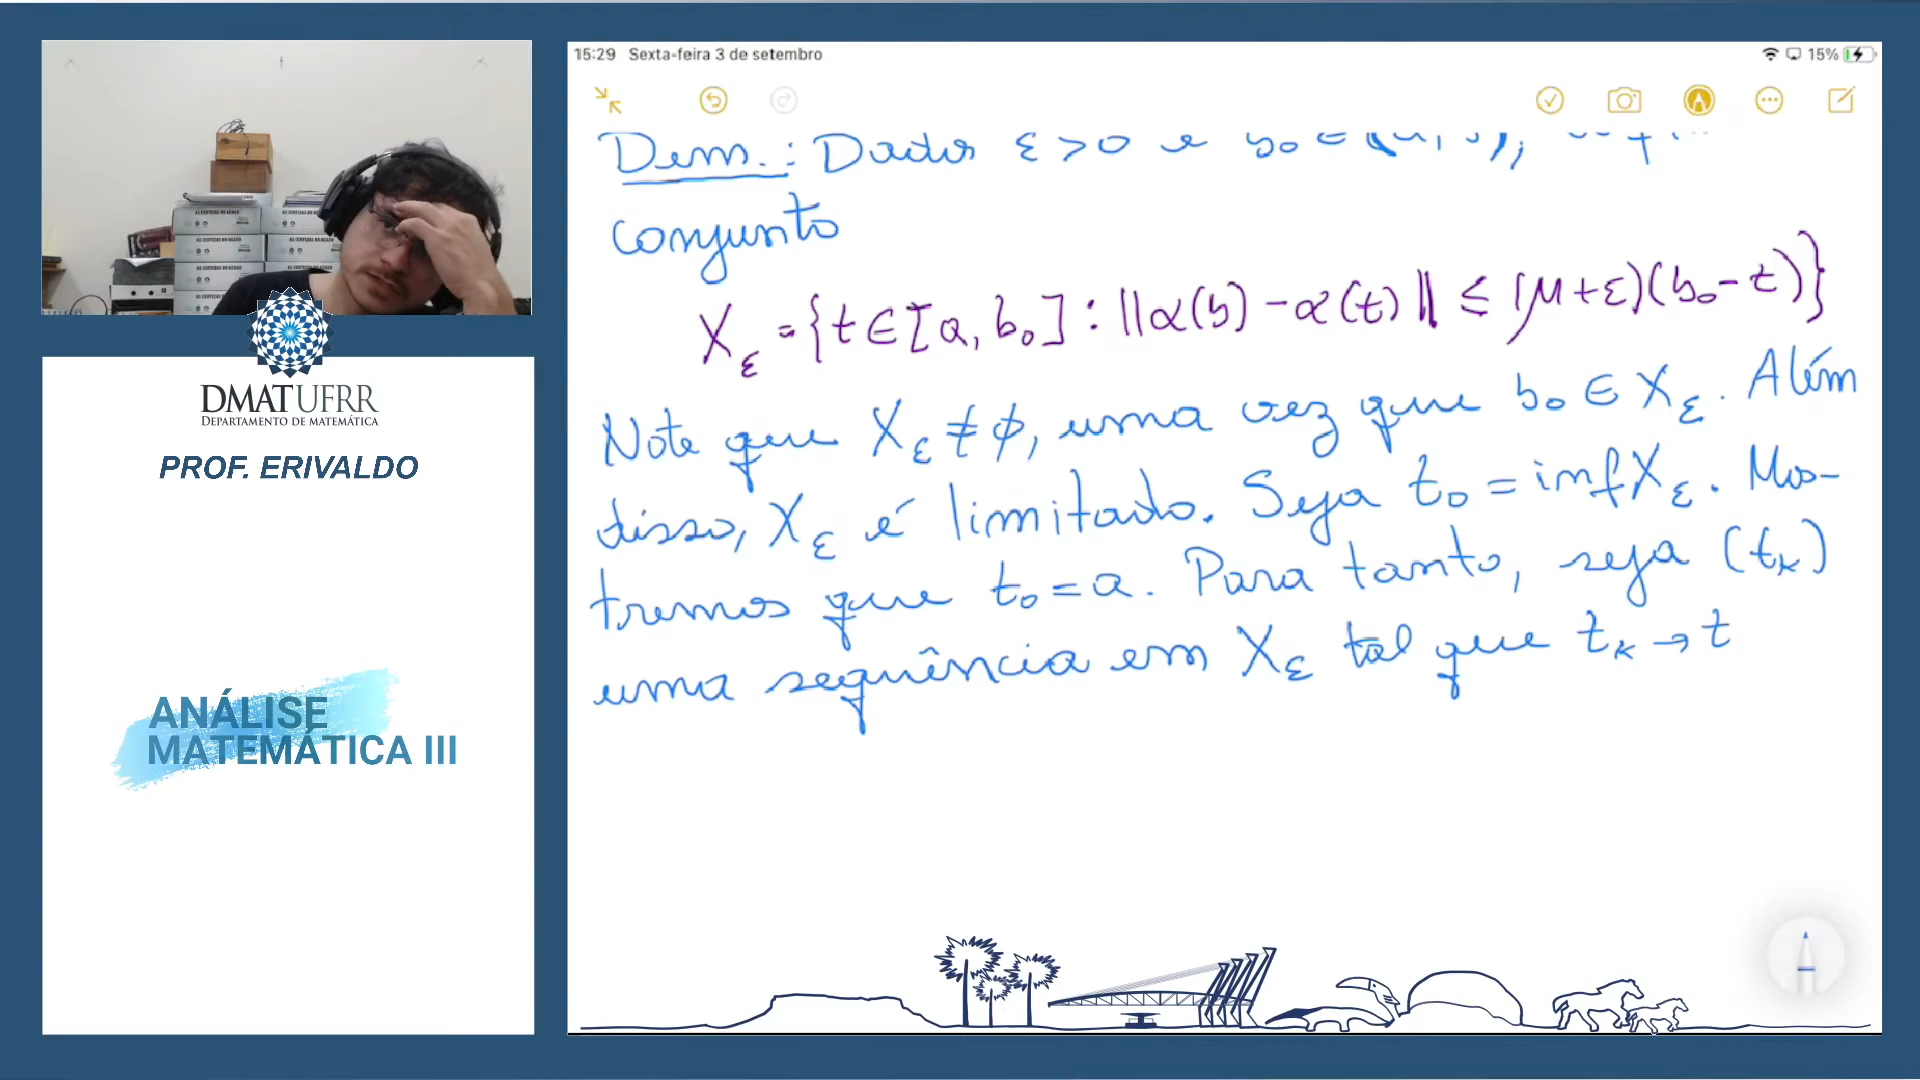 15:29 Sexta-feira 3 de setembro 15%
Dem.: Dados ε>0 e b₀ ∈
conjunto
X_ε = {t ∈ [a, b₀] : ||α(b) - α(t)|| ≤ (μ+ε)(b₀-t)}
Note que X_ε ≠ ϕ, uma vez que b₀ ∈ X_ε. Além
disso, X_ε é limitado. Seja t₀ = inf X_ε. Mos-
tremos que t₀ = a. Para tanto, seja (t_k)
uma sequência em X_ε tal que t_k → t
DMATUFRR
DEPARTAMENTO DE MATEMÁTICA
PROF. ERIVALDO
ANÁLISE
MATEMÁTICA III